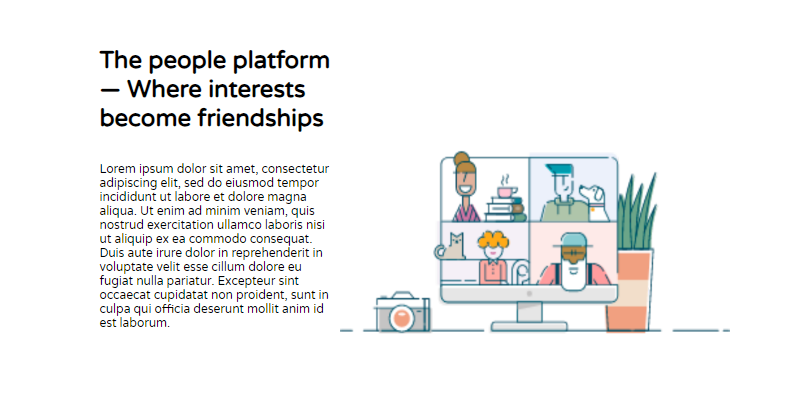 The people platform
— Where interests
become friendships
Lorem ipsum dolor sit amet, consectetur
adipiscing elit, sed do eiusmod tempor
incididunt ut labore et dolore magna
aliqua. Ut enim ad minim veniam, quis
nostrud exercitation ullamco laboris nisi
ut aliquip ex ea commodo consequat.
Duis aute irure dolor in reprehenderit in
voluptate velit esse cillum dolore eu
fugiat nulla pariatur. Excepteur sint
occaecat cupidatat non proident, sunt in
culpa qui officia deserunt mollit anim id
est laborum.